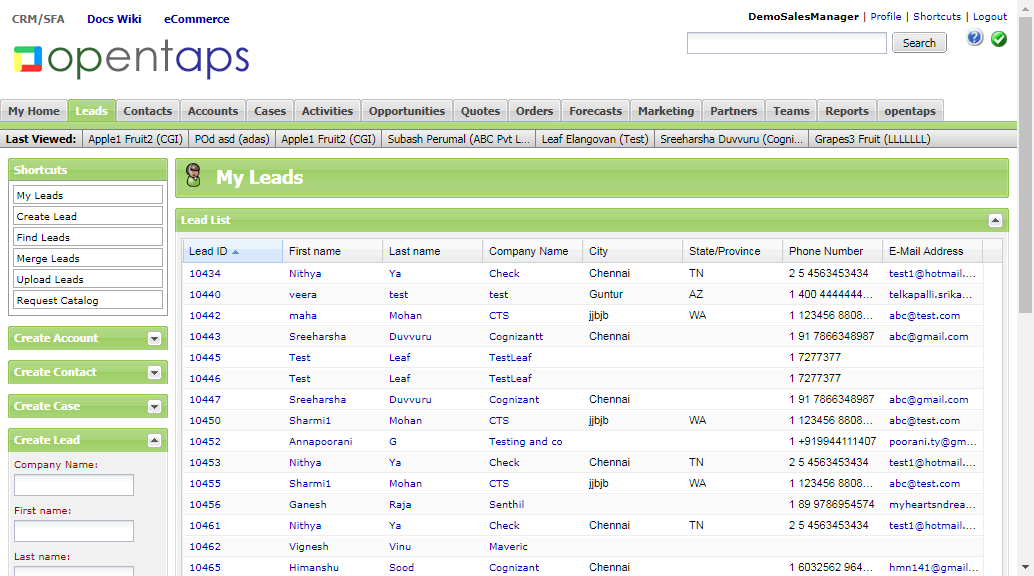 CRM/SFA Docs Wiki eCommerce
DemoSalesManager | Profile | Shortcuts | Logout
opentaps
Search
My Home Leads Contacts Accounts Cases Activities Opportunities Quotes Orders Forecasts Marketing Partners Teams Reports opentaps
Last Viewed: Apple1 Fruit2 (CGI) POd asd (adas) Apple1 Fruit2 (CGI) Subash Perumal (ABC Pvt L... Leaf Elangovan (Test) Sreeharsha Duvvuru (Cogni... Grapes3 Fruit (LLLLLLL)
Shortcuts
My Leads
Create Lead
Find Leads
Merge Leads
Upload Leads
Request Catalog
Create Account
Create Contact
Create Case
Create Lead
Company Name:
First name:
Last name:
My Leads
Lead List
Lead ID First name Last name Company Name City State/Province Phone Number E-Mail Address
10434 Nithya Ya Check Chennai TN 2 5 4563453434 test1@hotmail....
10440 veera test test Guntur AZ 1 400 4444444... telkapalli.srika...
10442 maha Mohan CTS jjbjb WA 1 123456 8808... abc@test.com
10443 Sreeharsha Duvvuru Cognizantt Chennai 1 91 7866348987 abc@gmail.com
10445 Test Leaf TestLeaf 1 7277377
10446 Test Leaf TestLeaf 1 7277377
10447 Sreeharsha Duvvuru Cognizant Chennai 1 91 7866348987 abc@gmail.com
10450 Sharmi1 Mohan CTS jjbjb WA 1 123456 8808... abc@test.com
10452 Annapoorani G Testing and co 1 +919944111407 poorani.ty@gm...
10453 Nithya Ya Check Chennai TN 2 5 4563453434 test1@hotmail....
10455 Sharmi1 Mohan CTS jjbjb WA 1 123456 8808... abc@test.com
10456 Ganesh Raja Senthil 1 89 9786954574 myheartsndrea...
10461 Nithya Ya Check Chennai TN 2 5 4563453434 test1@hotmail....
10462 Vignesh Vinu Maveric
10465 Himanshu Sood Cognizant Chennai 1 6032562 964... hmn141@gmail...